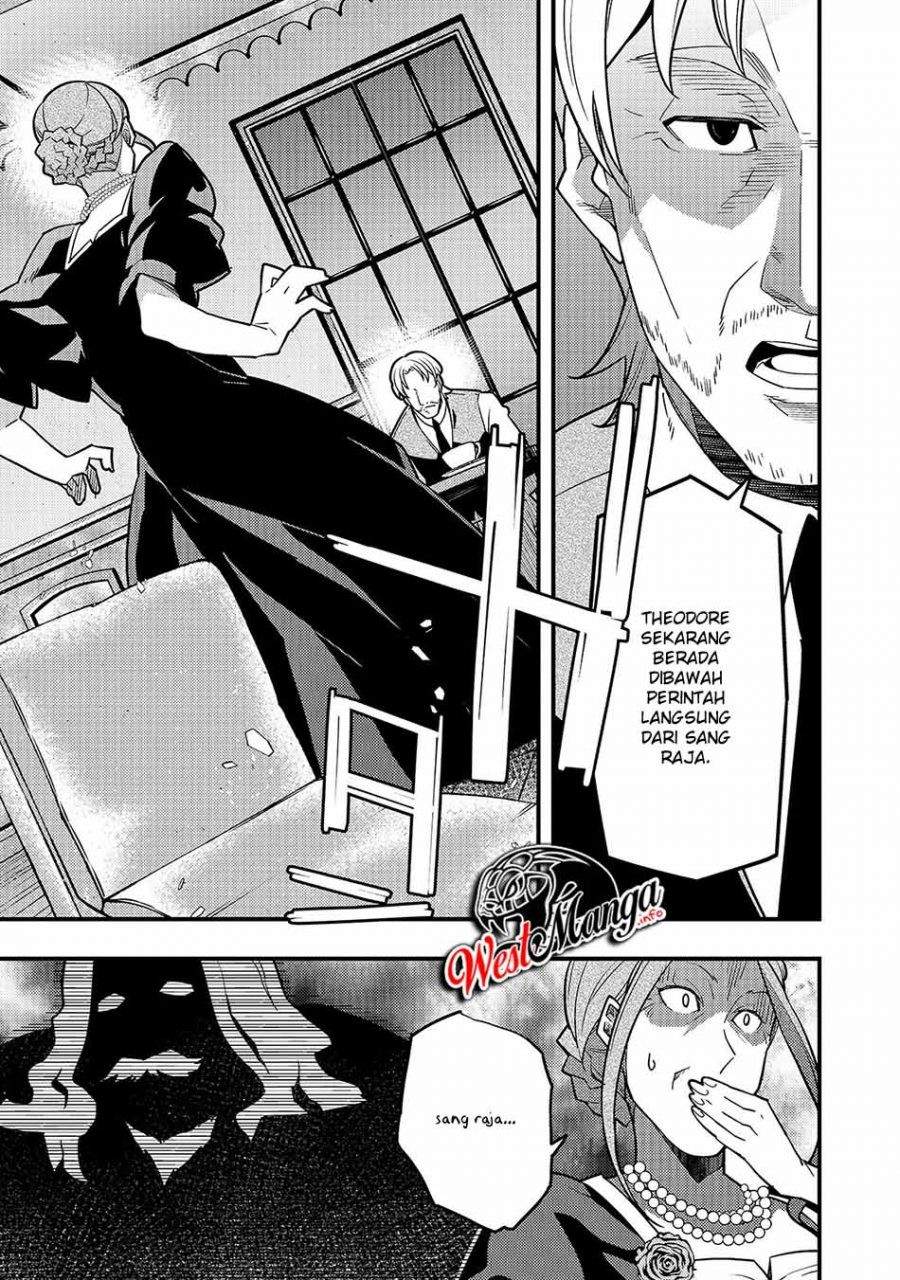 THEODORE
SEKARANG
BERADA
DIBAWAH
PERINTAH
LANGSUNG
DARI SANG
RAJA.
WestManga
.info
sang raja...